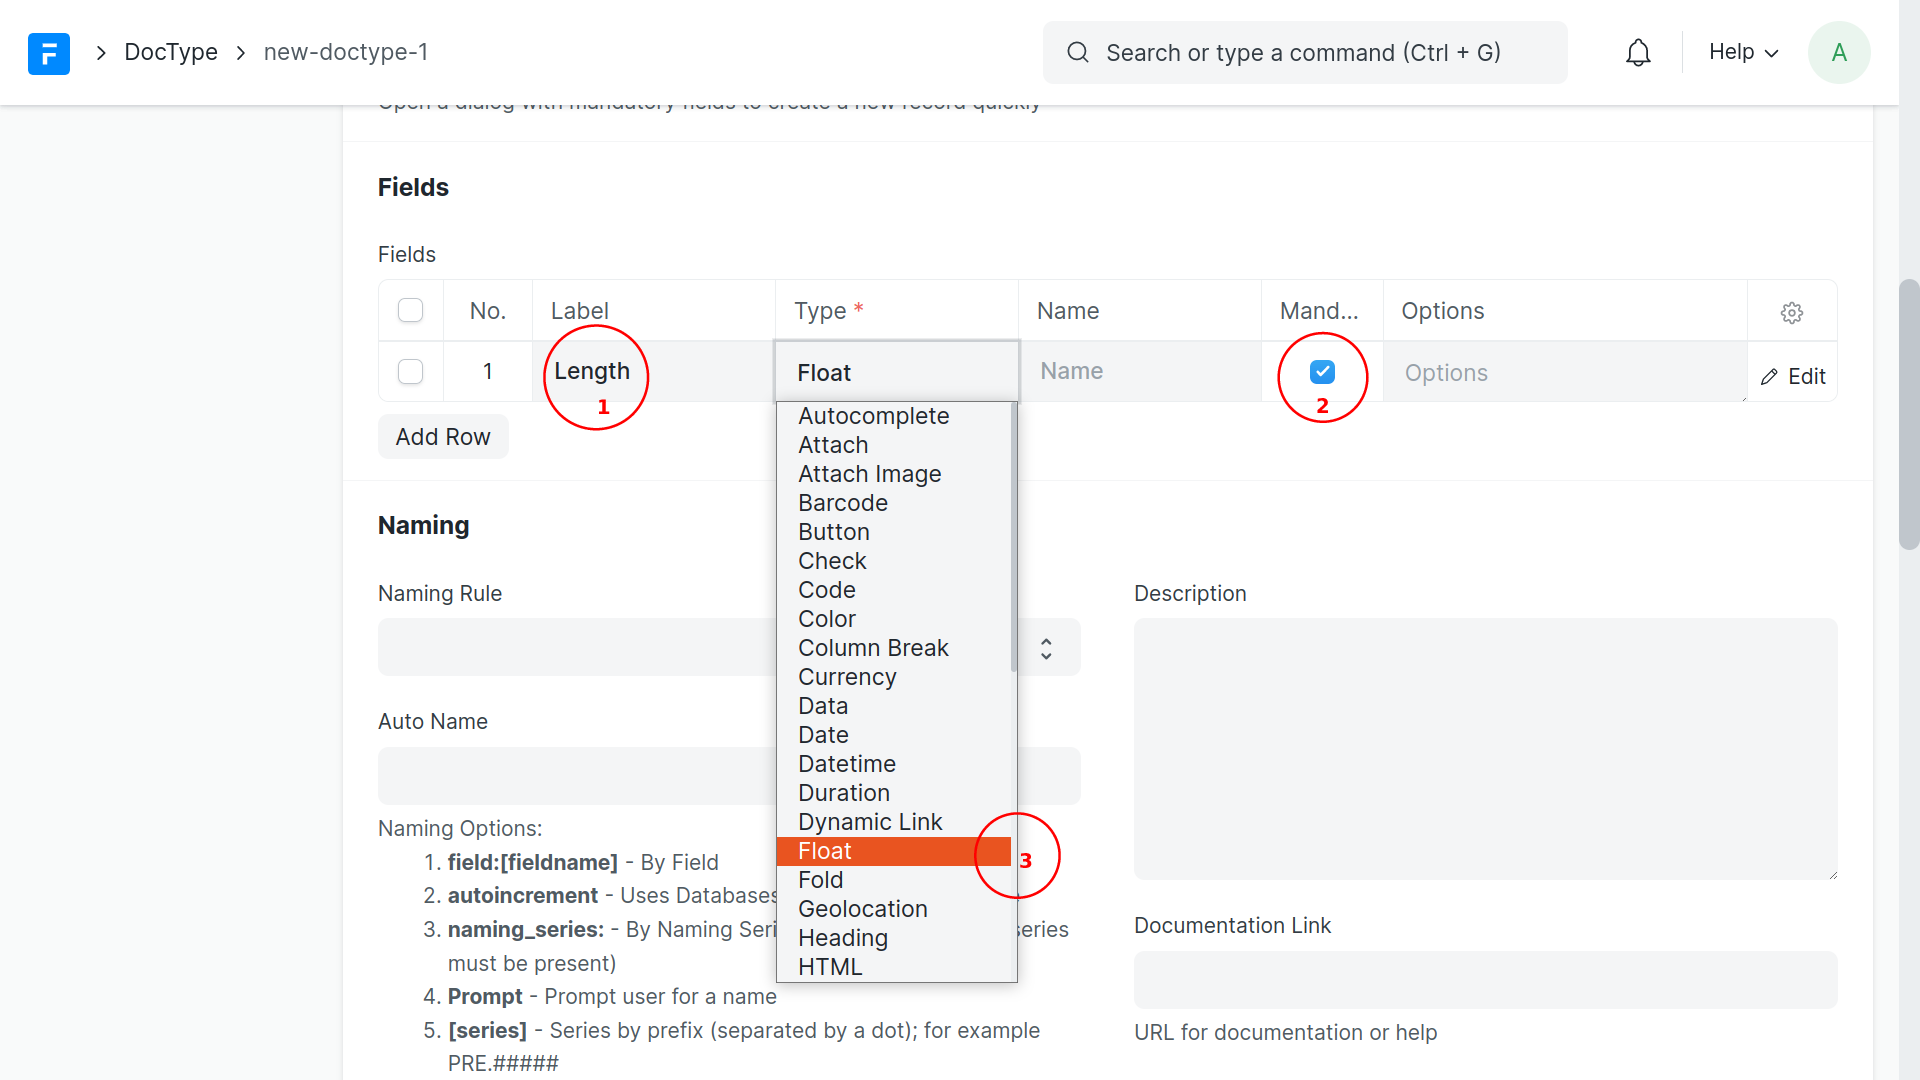 DocType
new-doctype-1
Search or type a command (Ctrl + G)
Help
A
Open a dialog with mandatory fields to create a new record quickly
Fields
Fields
No. Label Type * Name Mand... Options
1 Length Float Name Options Edit
1
2
Add Row
Autocomplete
Attach
Attach Image
Barcode
Button
Check
Code
Color
Column Break
Currency
Data
Date
Datetime
Duration
Dynamic Link
Float
3
Fold
Geolocation
Heading
HTML
Naming
Naming Rule
Auto Name
Naming Options:
1. field:[fieldname] - By Field
2. autoincrement - Uses Databases
3. naming_series: - By Naming Seri series
must be present)
4. Prompt - Prompt user for a name
5. [series] - Series by prefix (separated by a dot); for example
PRE.#####
Description
Documentation Link
URL for documentation or help